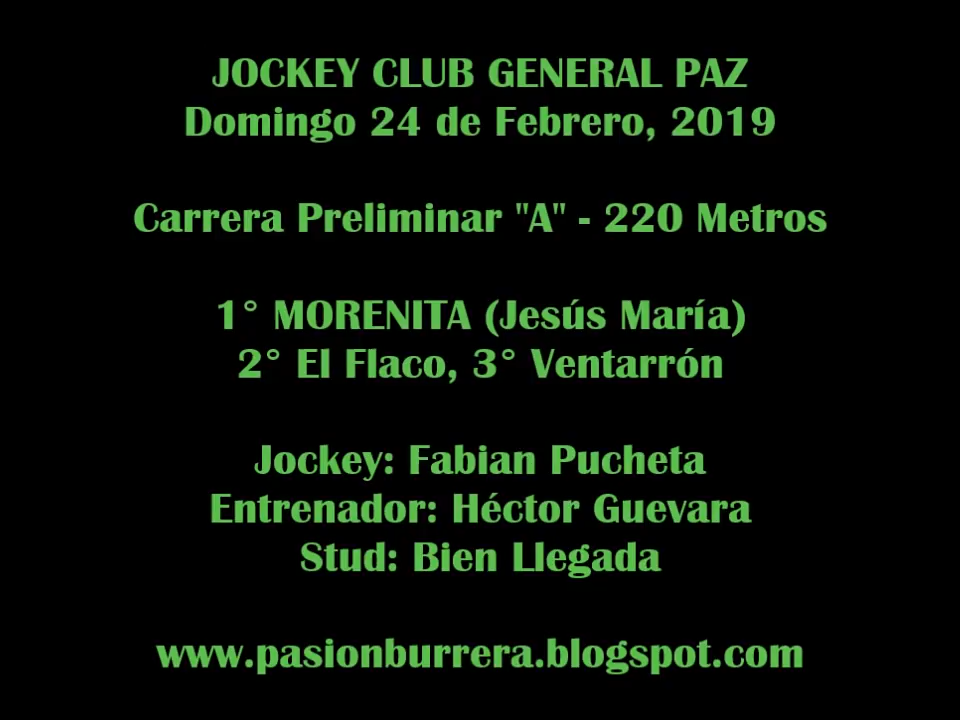 JOCKEY CLUB GENERAL PAZ
Domingo 24 de Febrero, 2019
Carrera Preliminar "A" - 220 Metros
1° MORENITA (Jesús María)
2° El Flaco, 3° Ventarrón
Jockey: Fabian Pucheta
Entrenador: Héctor Guevara
Stud: Bien Llegada
www.pasionburrera.blogspot.com